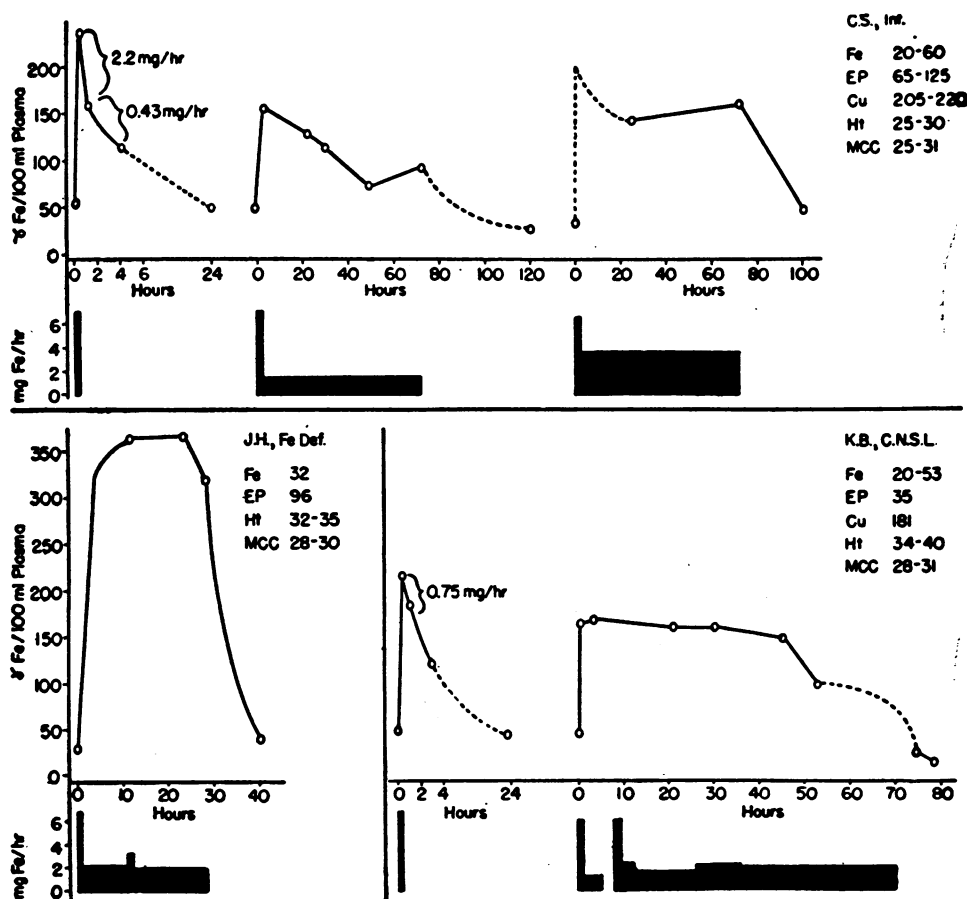 C.S., Inf.
Fe 20-60
EP 65-125
Cu 205-220
Ht 25-30
MCC 25-31
γ Fe/100 ml Plasma
200
150
100
50
0
2.2 mg/hr
0.43 mg/hr
0 2 4 6 24
Hours
0 20 40 60 80 100 120
Hours
0 20 40 60 80 100
Hours
mg Fe/hr
6
4
2
0
J.H., Fe Def.
Fe 32
EP 96
Ht 32-35
MCC 28-30
γ Fe/100 ml Plasma
350
300
250
200
150
100
50
0
0 10 20 30 40
Hours
mg Fe/hr
6
4
2
0
K.B., C.N.S.L.
Fe 20-53
EP 35
Cu 181
Ht 34-40
MCC 28-31
0.75 mg/hr
0 2 4 24
Hours
0 10 20 30 40 50 60 70 80
Hours